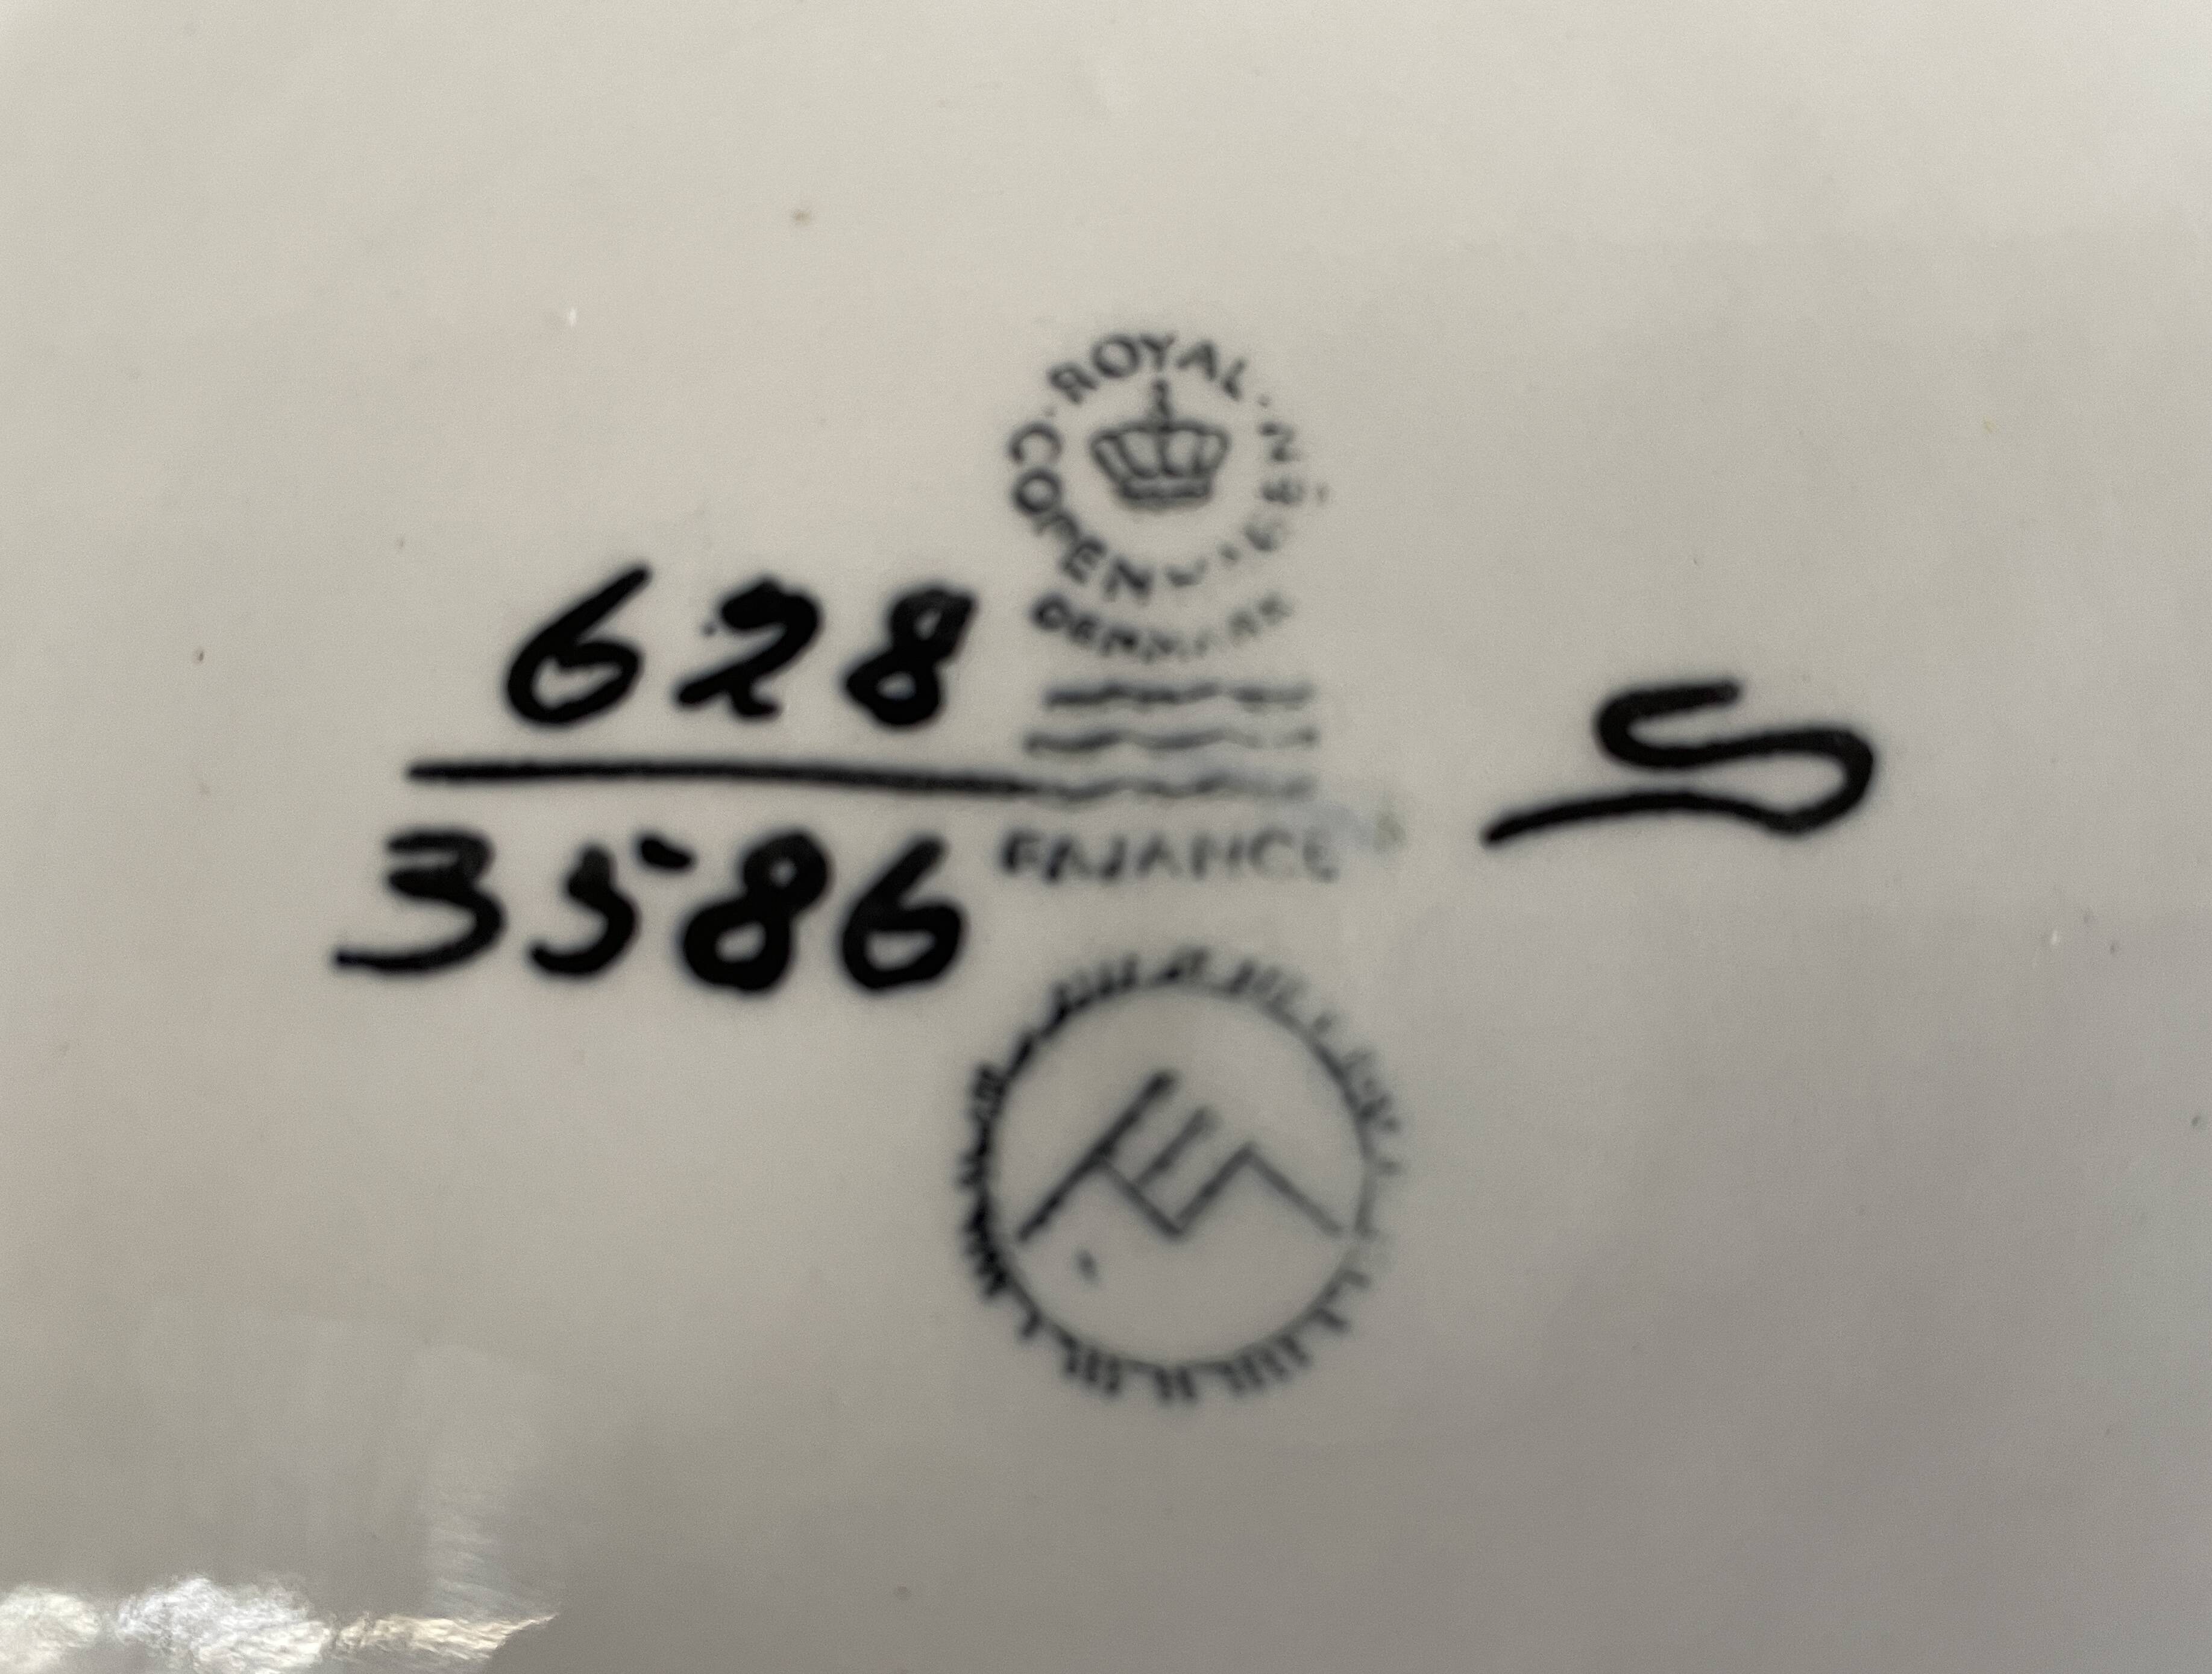 ROYAL
COPENHAGEN
DENMARK
628
3586
FAJANCE
S